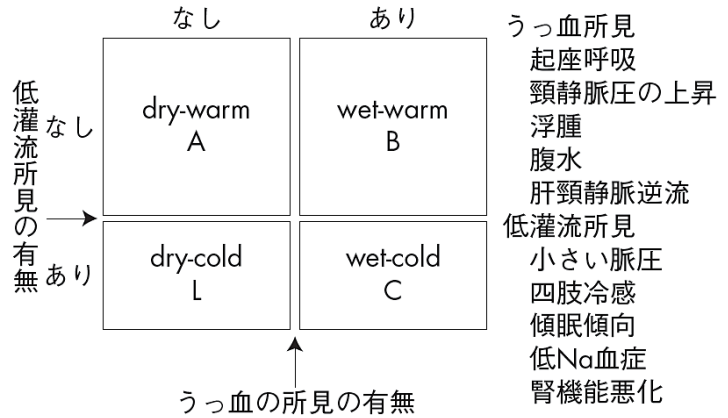 なし
あり
低灌流所見の有無
なし
あり
dry-warm
A
wet-warm
B
dry-cold
L
wet-cold
C
うっ血の所見の有無
うっ血所見
起座呼吸
頸静脈圧の上昇
浮腫
腹水
肝頸静脈逆流
低灌流所見
小さい脈圧
四肢冷感
傾眠傾向
低Na血症
腎機能悪化